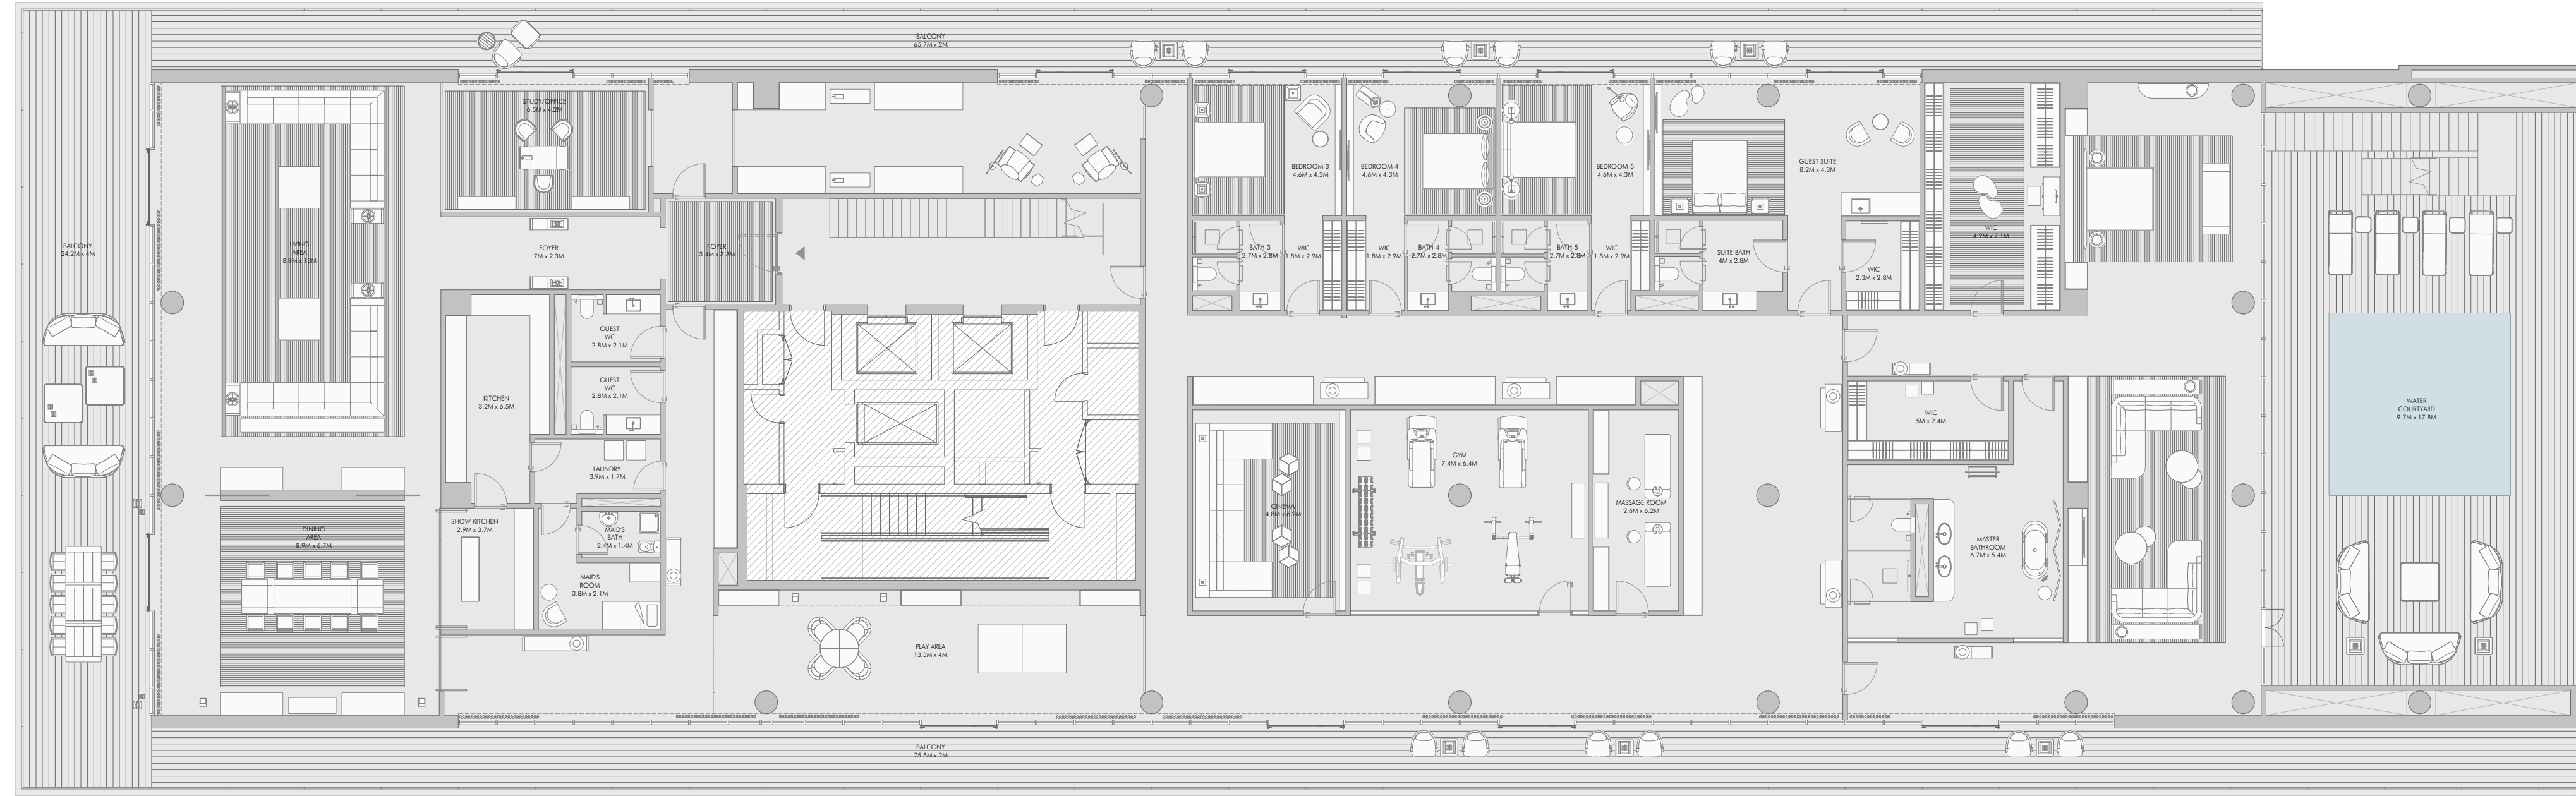 BALCONY
65.7M x 2M
STUDY/OFFICE
6.5M x 4.2M
BEDROOM-3
4.6M x 4.3M
BEDROOM-4
4.6M x 4.3M
BEDROOM-5
4.6M x 4.3M
GUEST SUITE
8.2M x 4.3M
WIC
4.2M x 7.1M
BALCONY
24.2M x 4M
LIVING
AREA
8.9M x 13M
FOYER
7M x 2.3M
FOYER
3.4M x 3.3M
BATH-3
2.7M x 2.8M
WIC
1.8M x 2.9M
WIC
1.8M x 2.9M
BATH-4
2.7M x 2.8M
BATH-5
2.7M x 2.8M
WIC
1.8M x 2.9M
SUITE BATH
4M x 2.8M
WIC
2.3M x 2.8M
GUEST
WC
2.8M x 2.1M
GUEST
WC
2.8M x 2.1M
KITCHEN
3.2M x 6.5M
WIC
5M x 2.4M
WATER
COURTYARD
9.7M x 17.8M
LAUNDRY
3.9M x 1.7M
GYM
7.4M x 6.4M
CINEMA
4.8M x 6.2M
MASSAGE ROOM
2.6M x 6.2M
SHOW KITCHEN
2.9M x 3.7M
DINING
AREA
8.9M x 6.7M
MAID'S
BATH
2.4M x 1.4M
MASTER
BATHROOM
6.7M x 5.4M
MAID'S
ROOM
3.8M x 2.1M
PLAY AREA
13.5M x 4M
BALCONY
75.5M x 2M